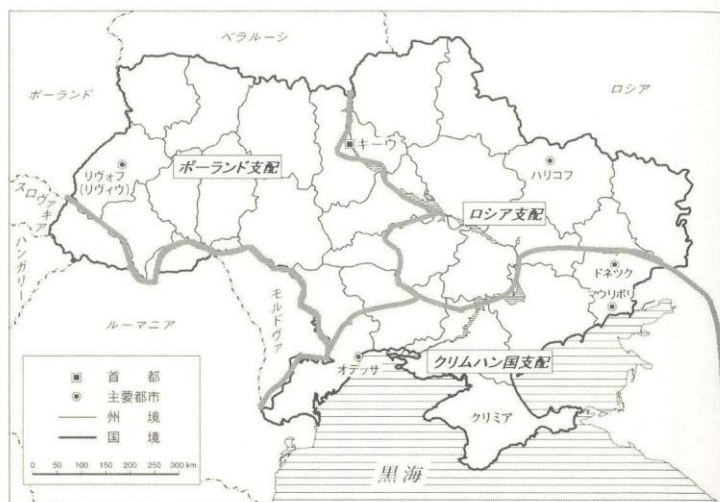 ベラルーシ
ポーランド
ロシア
キーウ
リヴォフ
(リヴィウ)
ポーランド支配
ハリコフ
スロヴァキア
ロシア支配
ハンガリー
ドネツク
マウリポリ
モルドヴァ
ルーマニア
オデッサ
クリムハン国支配
クリミア
黒海
首都
主要都市
州境
国境
0 50 100 150 200 250 300 km